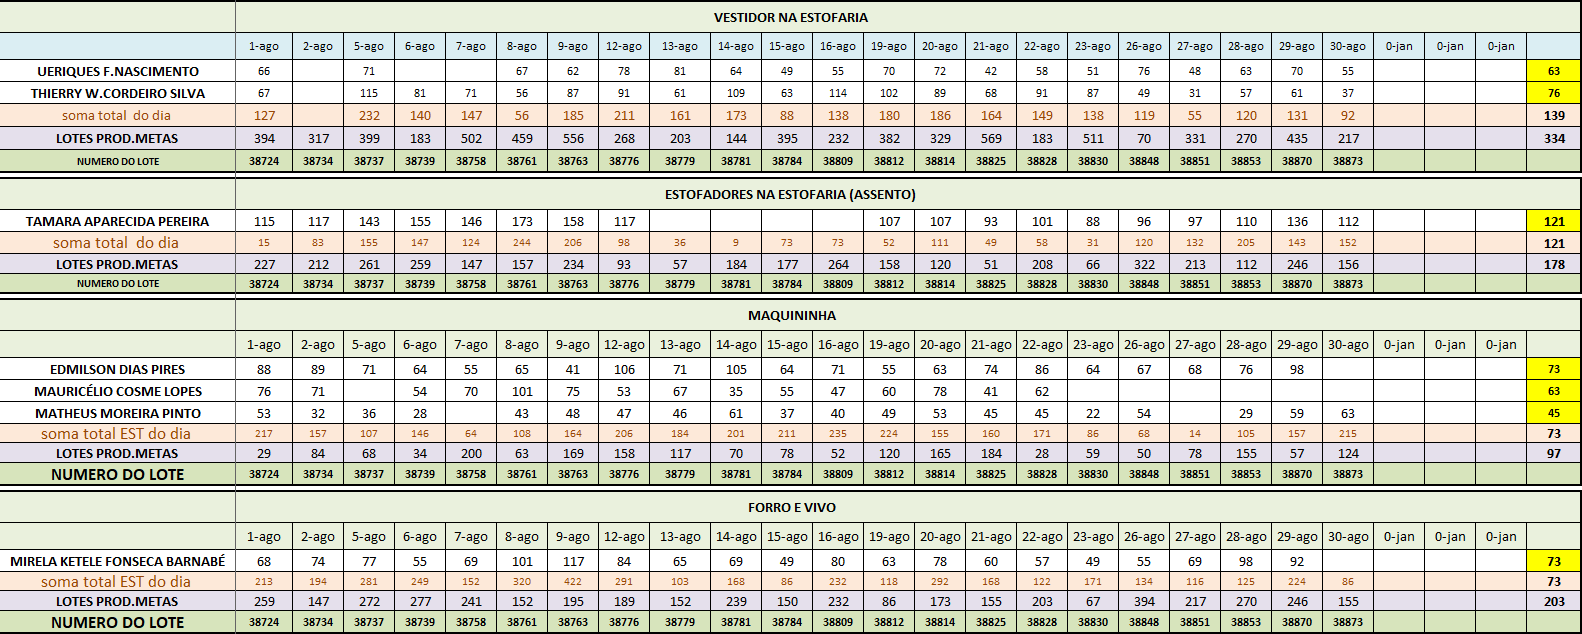 VESTIDOR NA ESTOFARIA
1-ago 2-ago 5-ago 6-ago 7-ago 8-ago 9-ago 12-ago 13-ago 14-ago 15-ago 16-ago 19-ago 20-ago 21-ago 22-ago 23-ago 26-ago 27-ago 28-ago 29-ago 30-ago 0-jan 0-jan 0-jan
UERIQUES F.NASCIMENTO 66 71 67 62 78 81 64 49 55 70 72 42 58 51 76 48 63 70 55 63
THIERRY W.CORDEIRO SILVA 67 115 81 71 56 87 91 61 109 63 114 102 89 68 91 87 49 31 57 61 37 76
soma total do dia 127 232 140 147 56 185 211 161 173 88 138 180 186 164 149 138 119 55 120 131 92 139
LOTES PROD.METAS 394 317 399 183 502 459 556 268 203 144 395 232 382 329 569 183 511 70 331 270 435 217 334
NUMERO DO LOTE 38724 38734 38737 38739 38758 38761 38763 38776 38779 38781 38784 38809 38812 38814 38825 38828 38830 38848 38851 38853 38870 38873
ESTOFADORES NA ESTOFARIA (ASSENTO)
TAMARA APARECIDA PEREIRA 115 117 143 155 146 173 158 117 107 107 93 101 88 96 97 110 136 112 121
soma total do dia 15 83 155 147 124 244 206 98 36 9 73 73 52 111 49 58 31 120 132 205 143 152 121
LOTES PROD.METAS 227 212 261 259 147 157 234 93 57 184 177 264 158 120 51 208 66 322 213 112 246 156 178
NUMERO DO LOTE 38724 38734 38737 38739 38758 38761 38763 38776 38779 38781 38784 38809 38812 38814 38825 38828 38830 38848 38851 38853 38870 38873
MAQUININHA
1-ago 2-ago 5-ago 6-ago 7-ago 8-ago 9-ago 12-ago 13-ago 14-ago 15-ago 16-ago 19-ago 20-ago 21-ago 22-ago 23-ago 26-ago 27-ago 28-ago 29-ago 30-ago 0-jan 0-jan 0-jan
EDMILSON DIAS PIRES 88 89 71 64 55 65 41 106 71 105 64 71 55 63 74 86 64 67 68 76 98 73
MAURICÉLIO COSME LOPES 76 71 54 70 101 75 53 67 35 55 47 60 78 41 62 63
MATHEUS MOREIRA PINTO 53 32 36 28 43 48 47 46 61 37 40 49 53 45 45 22 54 29 59 63 45
soma total EST do dia 217 157 107 146 64 108 164 206 184 201 211 235 224 155 160 171 86 68 14 105 157 215 73
LOTES PROD.METAS 29 84 68 34 200 63 169 158 117 70 78 52 120 165 184 28 59 50 78 155 57 124 97
NUMERO DO LOTE 38724 38734 38737 38739 38758 38761 38763 38776 38779 38781 38784 38809 38812 38814 38825 38828 38830 38848 38851 38853 38870 38873
FORRO E VIVO
1-ago 2-ago 5-ago 6-ago 7-ago 8-ago 9-ago 12-ago 13-ago 14-ago 15-ago 16-ago 19-ago 20-ago 21-ago 22-ago 23-ago 26-ago 27-ago 28-ago 29-ago 30-ago 0-jan 0-jan 0-jan
MIRELA KETELE FONSECA BARNABÉ 68 74 77 55 69 101 117 84 65 69 49 80 63 78 60 57 49 55 69 98 92 73
soma total EST do dia 213 194 281 249 152 320 422 291 103 168 86 232 118 292 168 122 171 134 116 125 224 86 73
LOTES PROD.METAS 259 147 272 277 241 152 195 189 152 239 150 232 86 173 155 203 67 394 217 270 246 155 203
NUMERO DO LOTE 38724 38734 38737 38739 38758 38761 38763 38776 38779 38781 38784 38809 38812 38814 38825 38828 38830 38848 38851 38853 38870 38873